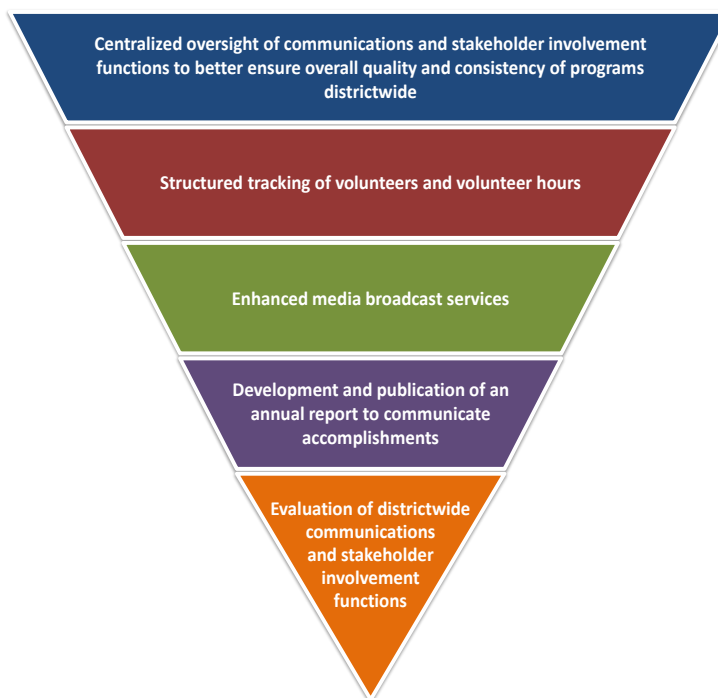 Centralized oversight of communications and stakeholder involvement
functions to better ensure overall quality and consistency of programs
districtwide
Structured tracking of volunteers and volunteer hours
Enhanced media broadcast services
Development and publication of an
annual report to communicate
accomplishments
Evaluation of districtwide
communications
and stakeholder
involvement
functions